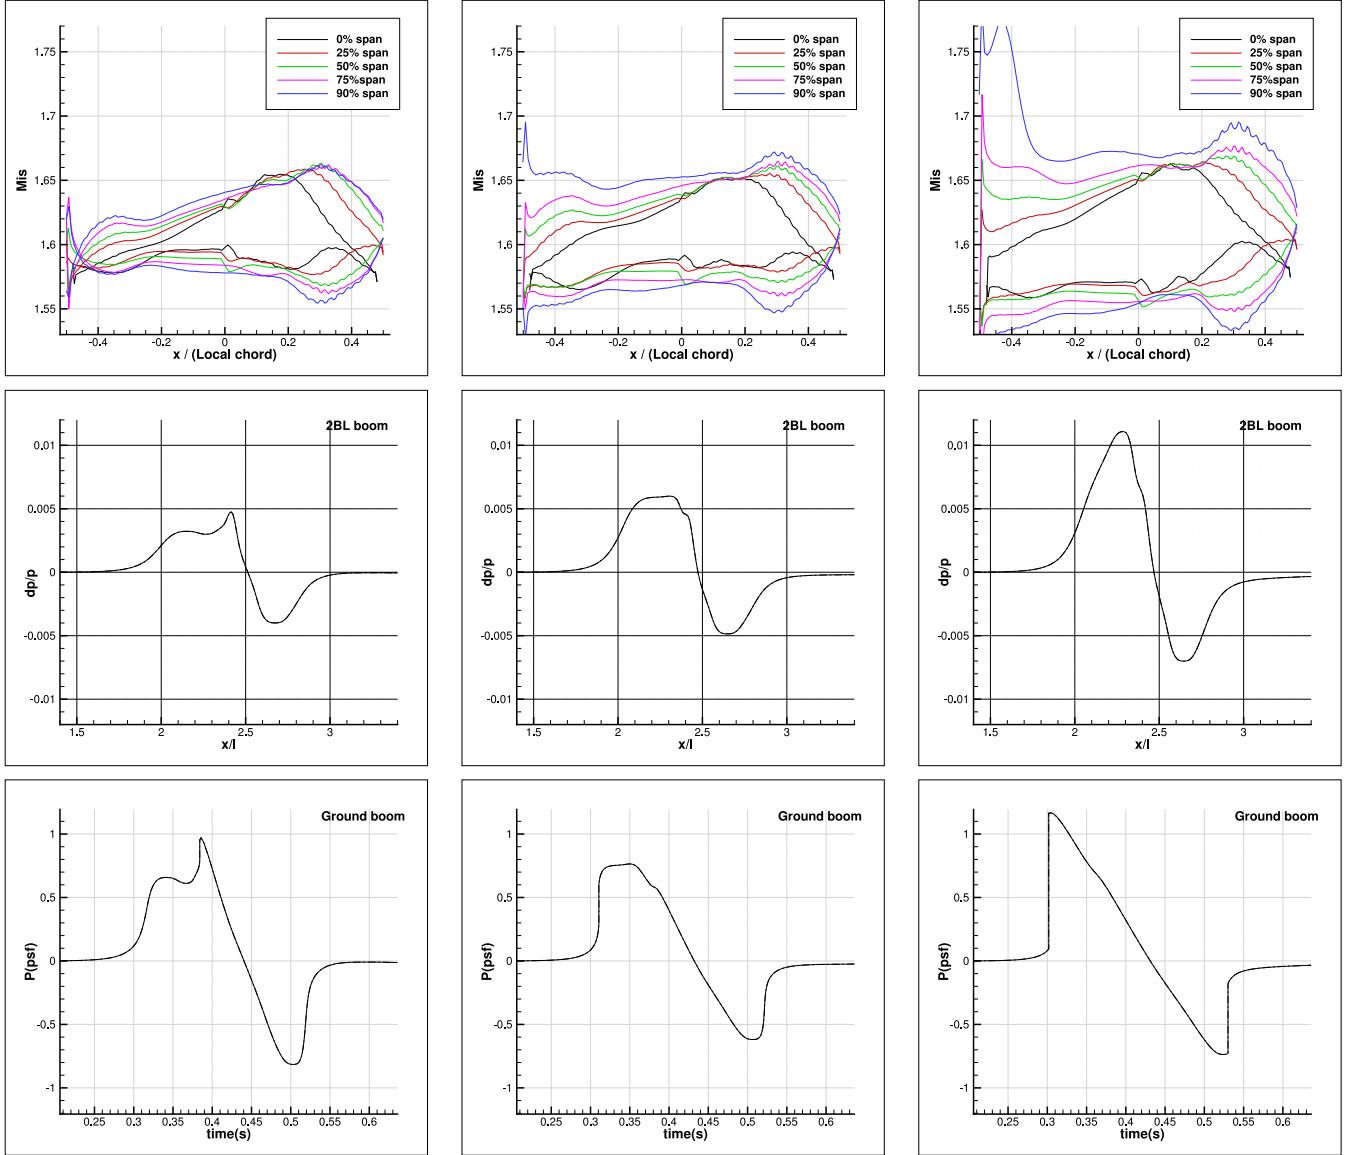 1.75
1.7
1.65
1.6
1.55
Mis
0% span
25% span
50% span
75%span
90% span
-0.4 -0.2 0 0.2 0.4
x / (Local chord)
1.75
1.7
1.65
1.6
1.55
Mis
0% span
25% span
50% span
75%span
90% span
-0.4 -0.2 0 0.2 0.4
x / (Local chord)
1.75
1.7
1.65
1.6
1.55
Mis
0% span
25% span
50% span
75%span
90% span
-0.4 -0.2 0 0.2 0.4
x / (Local chord)
2BL boom
0.01
0.005
0
-0.005
-0.01
dp/p
1.5 2 2.5 3
x/l
2BL boom
0.01
0.005
0
-0.005
-0.01
dp/p
1.5 2 2.5 3
x/l
2BL boom
0.01
0.005
0
-0.005
-0.01
dp/p
1.5 2 2.5 3
x/l
Ground boom
1
0.5
0
-0.5
-1
P(psf)
0.25 0.3 0.35 0.4 0.45 0.5 0.55 0.6
time(s)
Ground boom
1
0.5
0
-0.5
-1
P(psf)
0.25 0.3 0.35 0.4 0.45 0.5 0.55 0.6
time(s)
Ground boom
1
0.5
0
-0.5
-1
P(psf)
0.25 0.3 0.35 0.4 0.45 0.5 0.55 0.6
time(s)